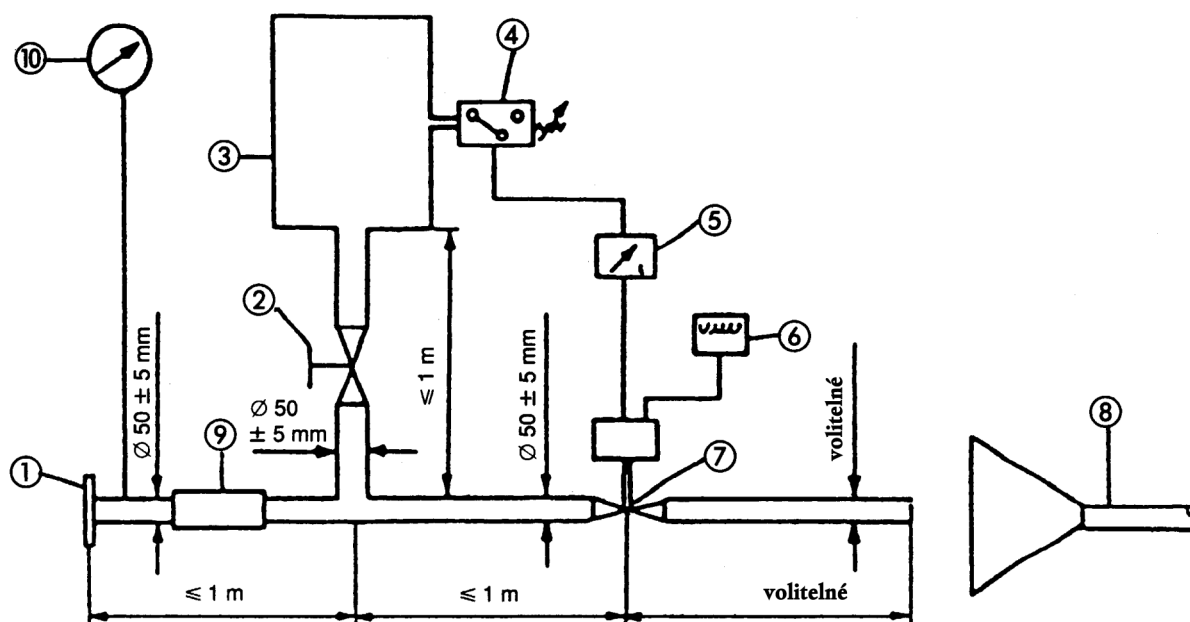 ④
⑩
③
⑤
②
⑥
Ø 50 ± 5 mm
≤ 1 m
Ø 50 ± 5 mm
volitelné
Ø 50
± 5 mm
⑧
⑨
⑦
①
≤ 1 m
≤ 1 m
volitelné